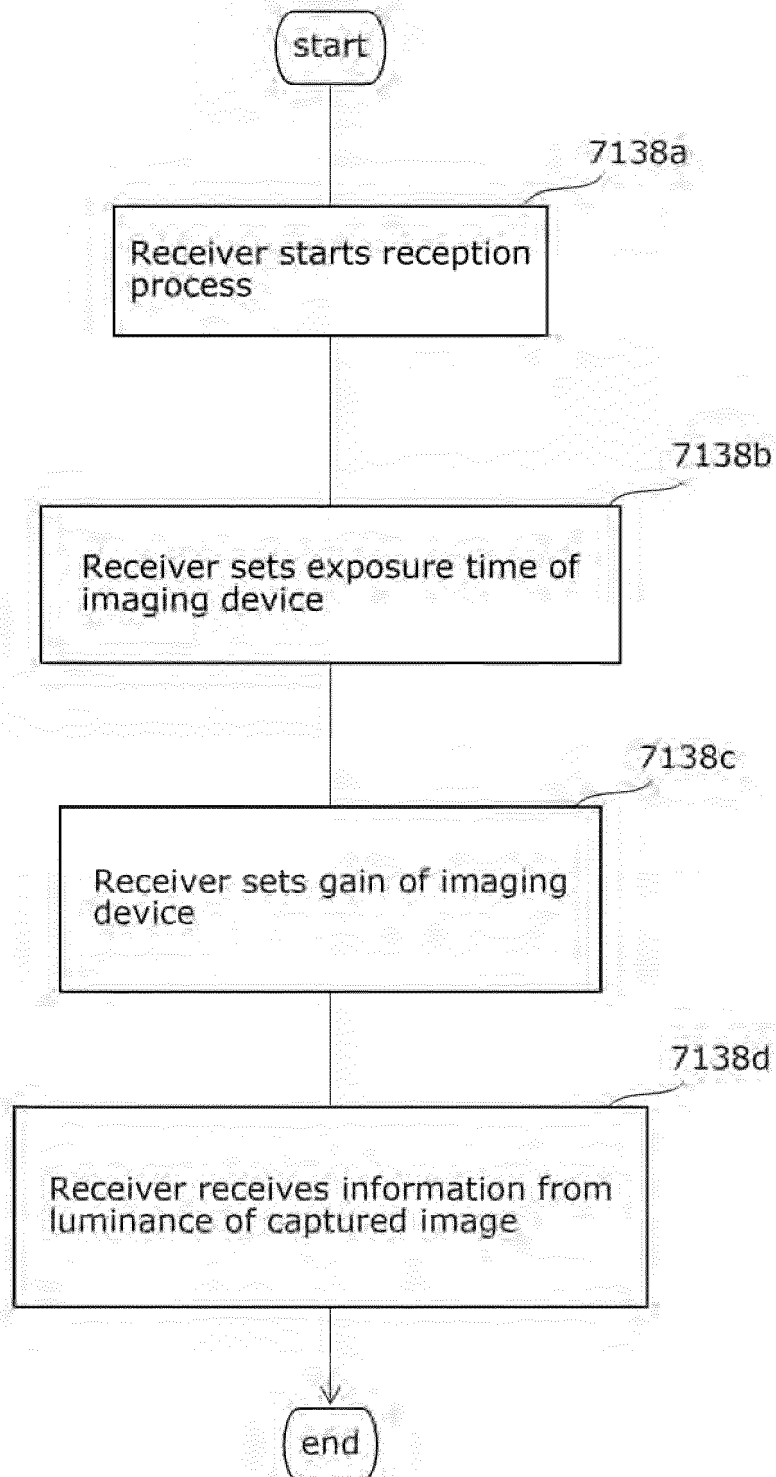 start
7138a
Receiver starts reception
process
7138b
Receiver sets exposure time of
imaging device
7138c
Receiver sets gain of imaging
device
7138d
Receiver receives information from
luminance of captured image
end